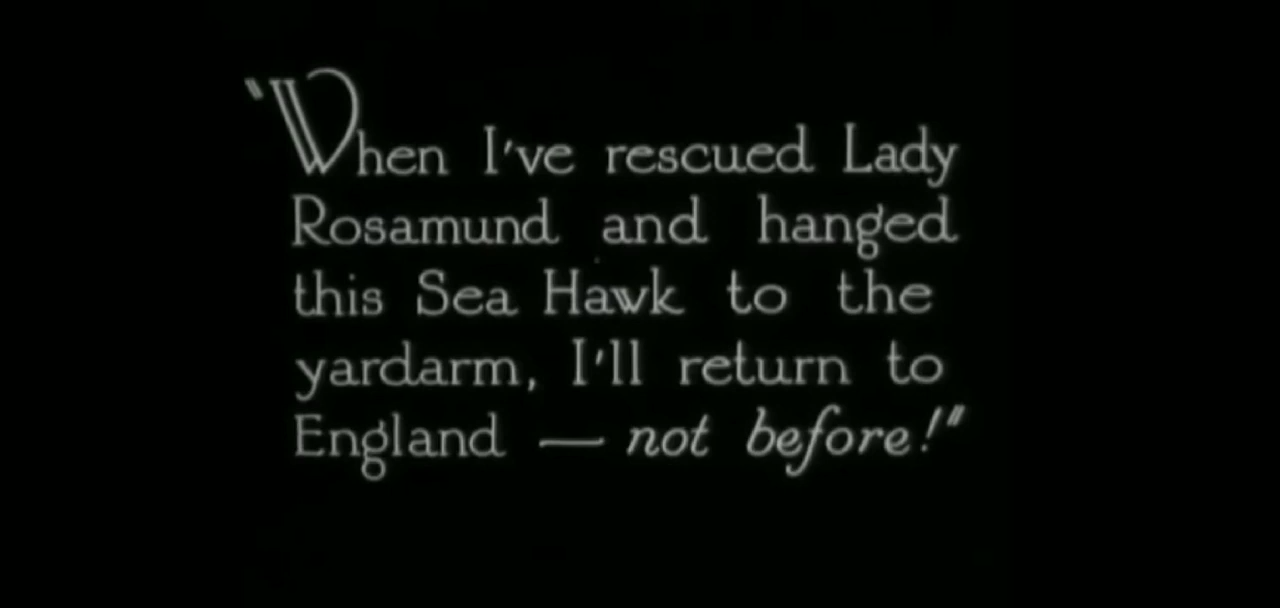 "When I've rescued Lady
Rosamund and hanged
this Sea Hawk to the
yardarm, I'll return to
England — not before!"